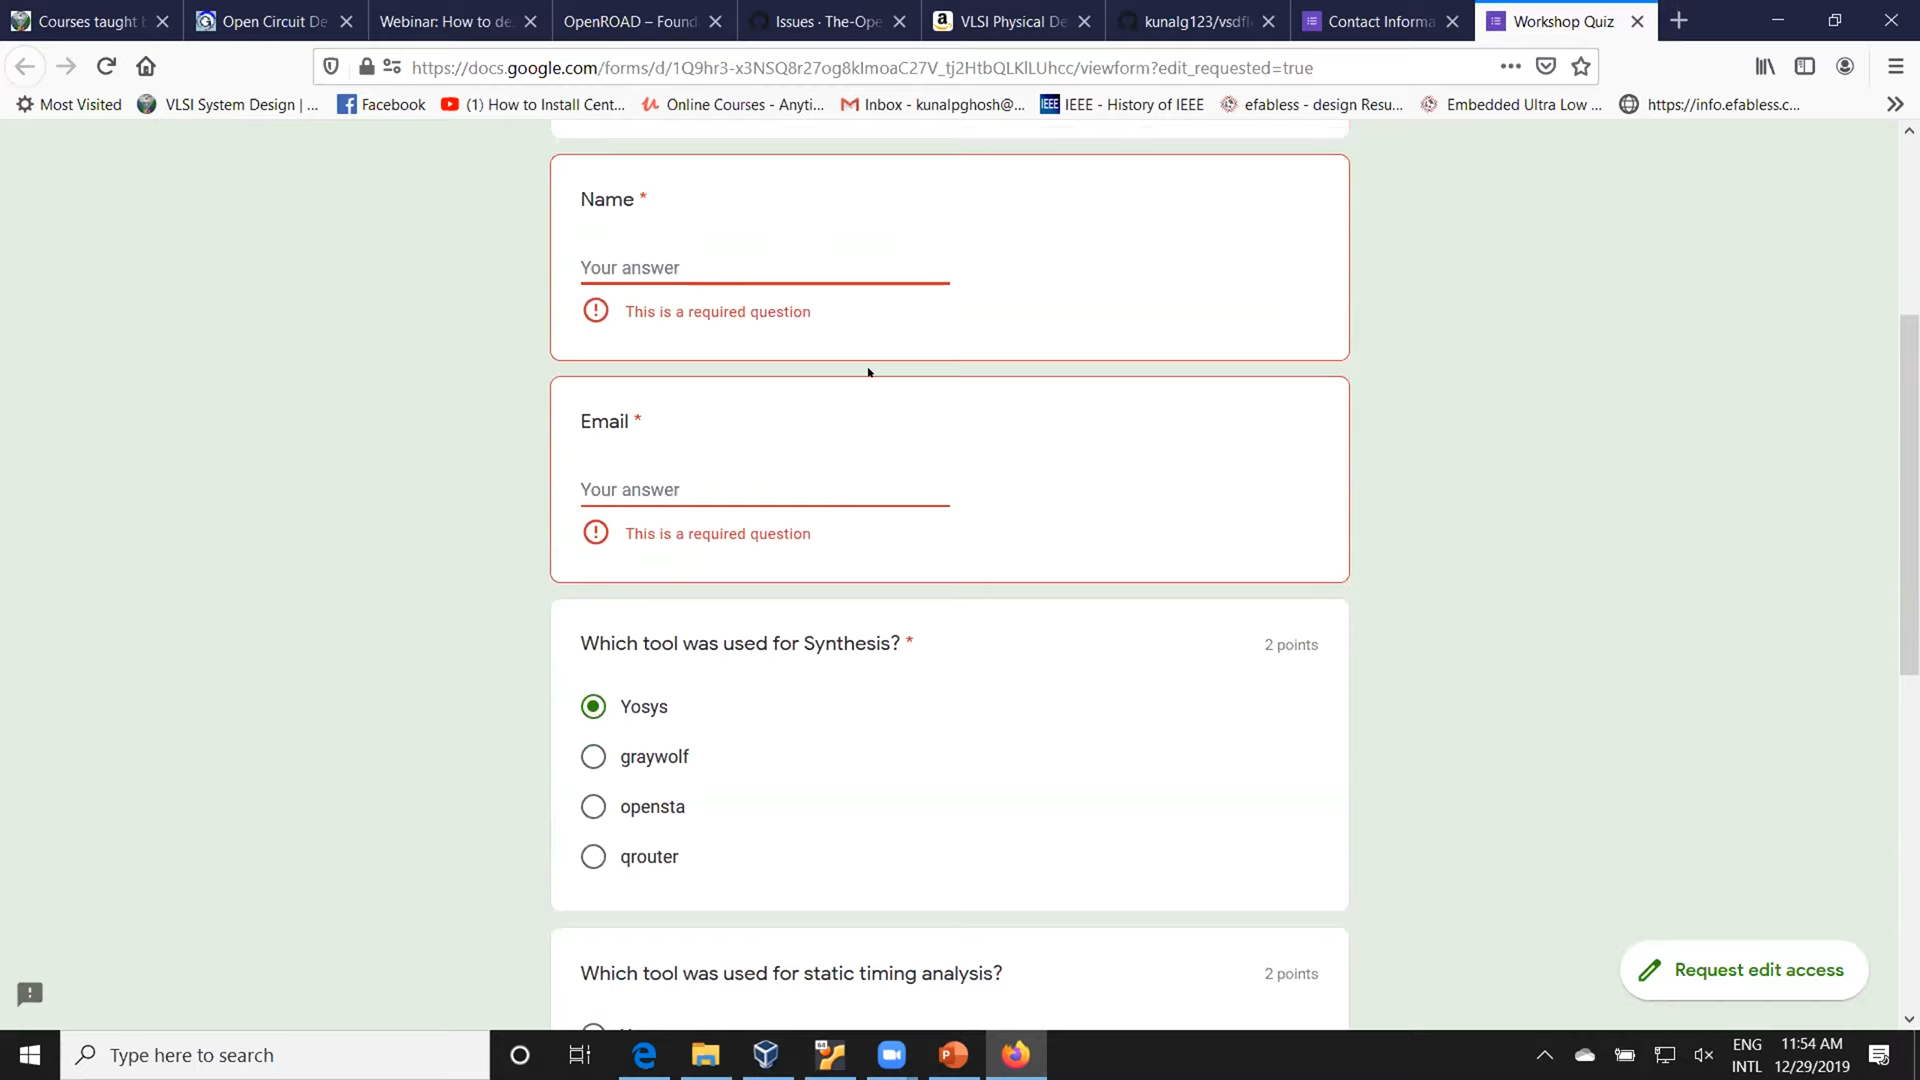 Courses taught b
Open Circuit De
Webinar: How to de
OpenROAD – Found
Issues · The-Ope
VLSI Physical De
kunalg123/vsdfl
Contact Informa
Workshop Quiz
https://docs.google.com/forms/d/1Q9hr3-x3NSQ8r27og8kImoaC27V_tj2HtbQLKlLUhcc/viewform?edit_requested=true
Most Visited
VLSI System Design | ...
Facebook
(1) How to Install Cent...
Online Courses - Anyti...
Inbox - kunalpghosh@...
IEEE - History of IEEE
efabless - design Resu...
Embedded Ultra Low ...
https://info.efabless.c...
Name *
Your answer
This is a required question
Email *
Your answer
This is a required question
Which tool was used for Synthesis? *
2 points
Yosys
graywolf
opensta
qrouter
Which tool was used for static timing analysis?
2 points
Request edit access
Type here to search
ENG
INTL
11:54 AM
12/29/2019